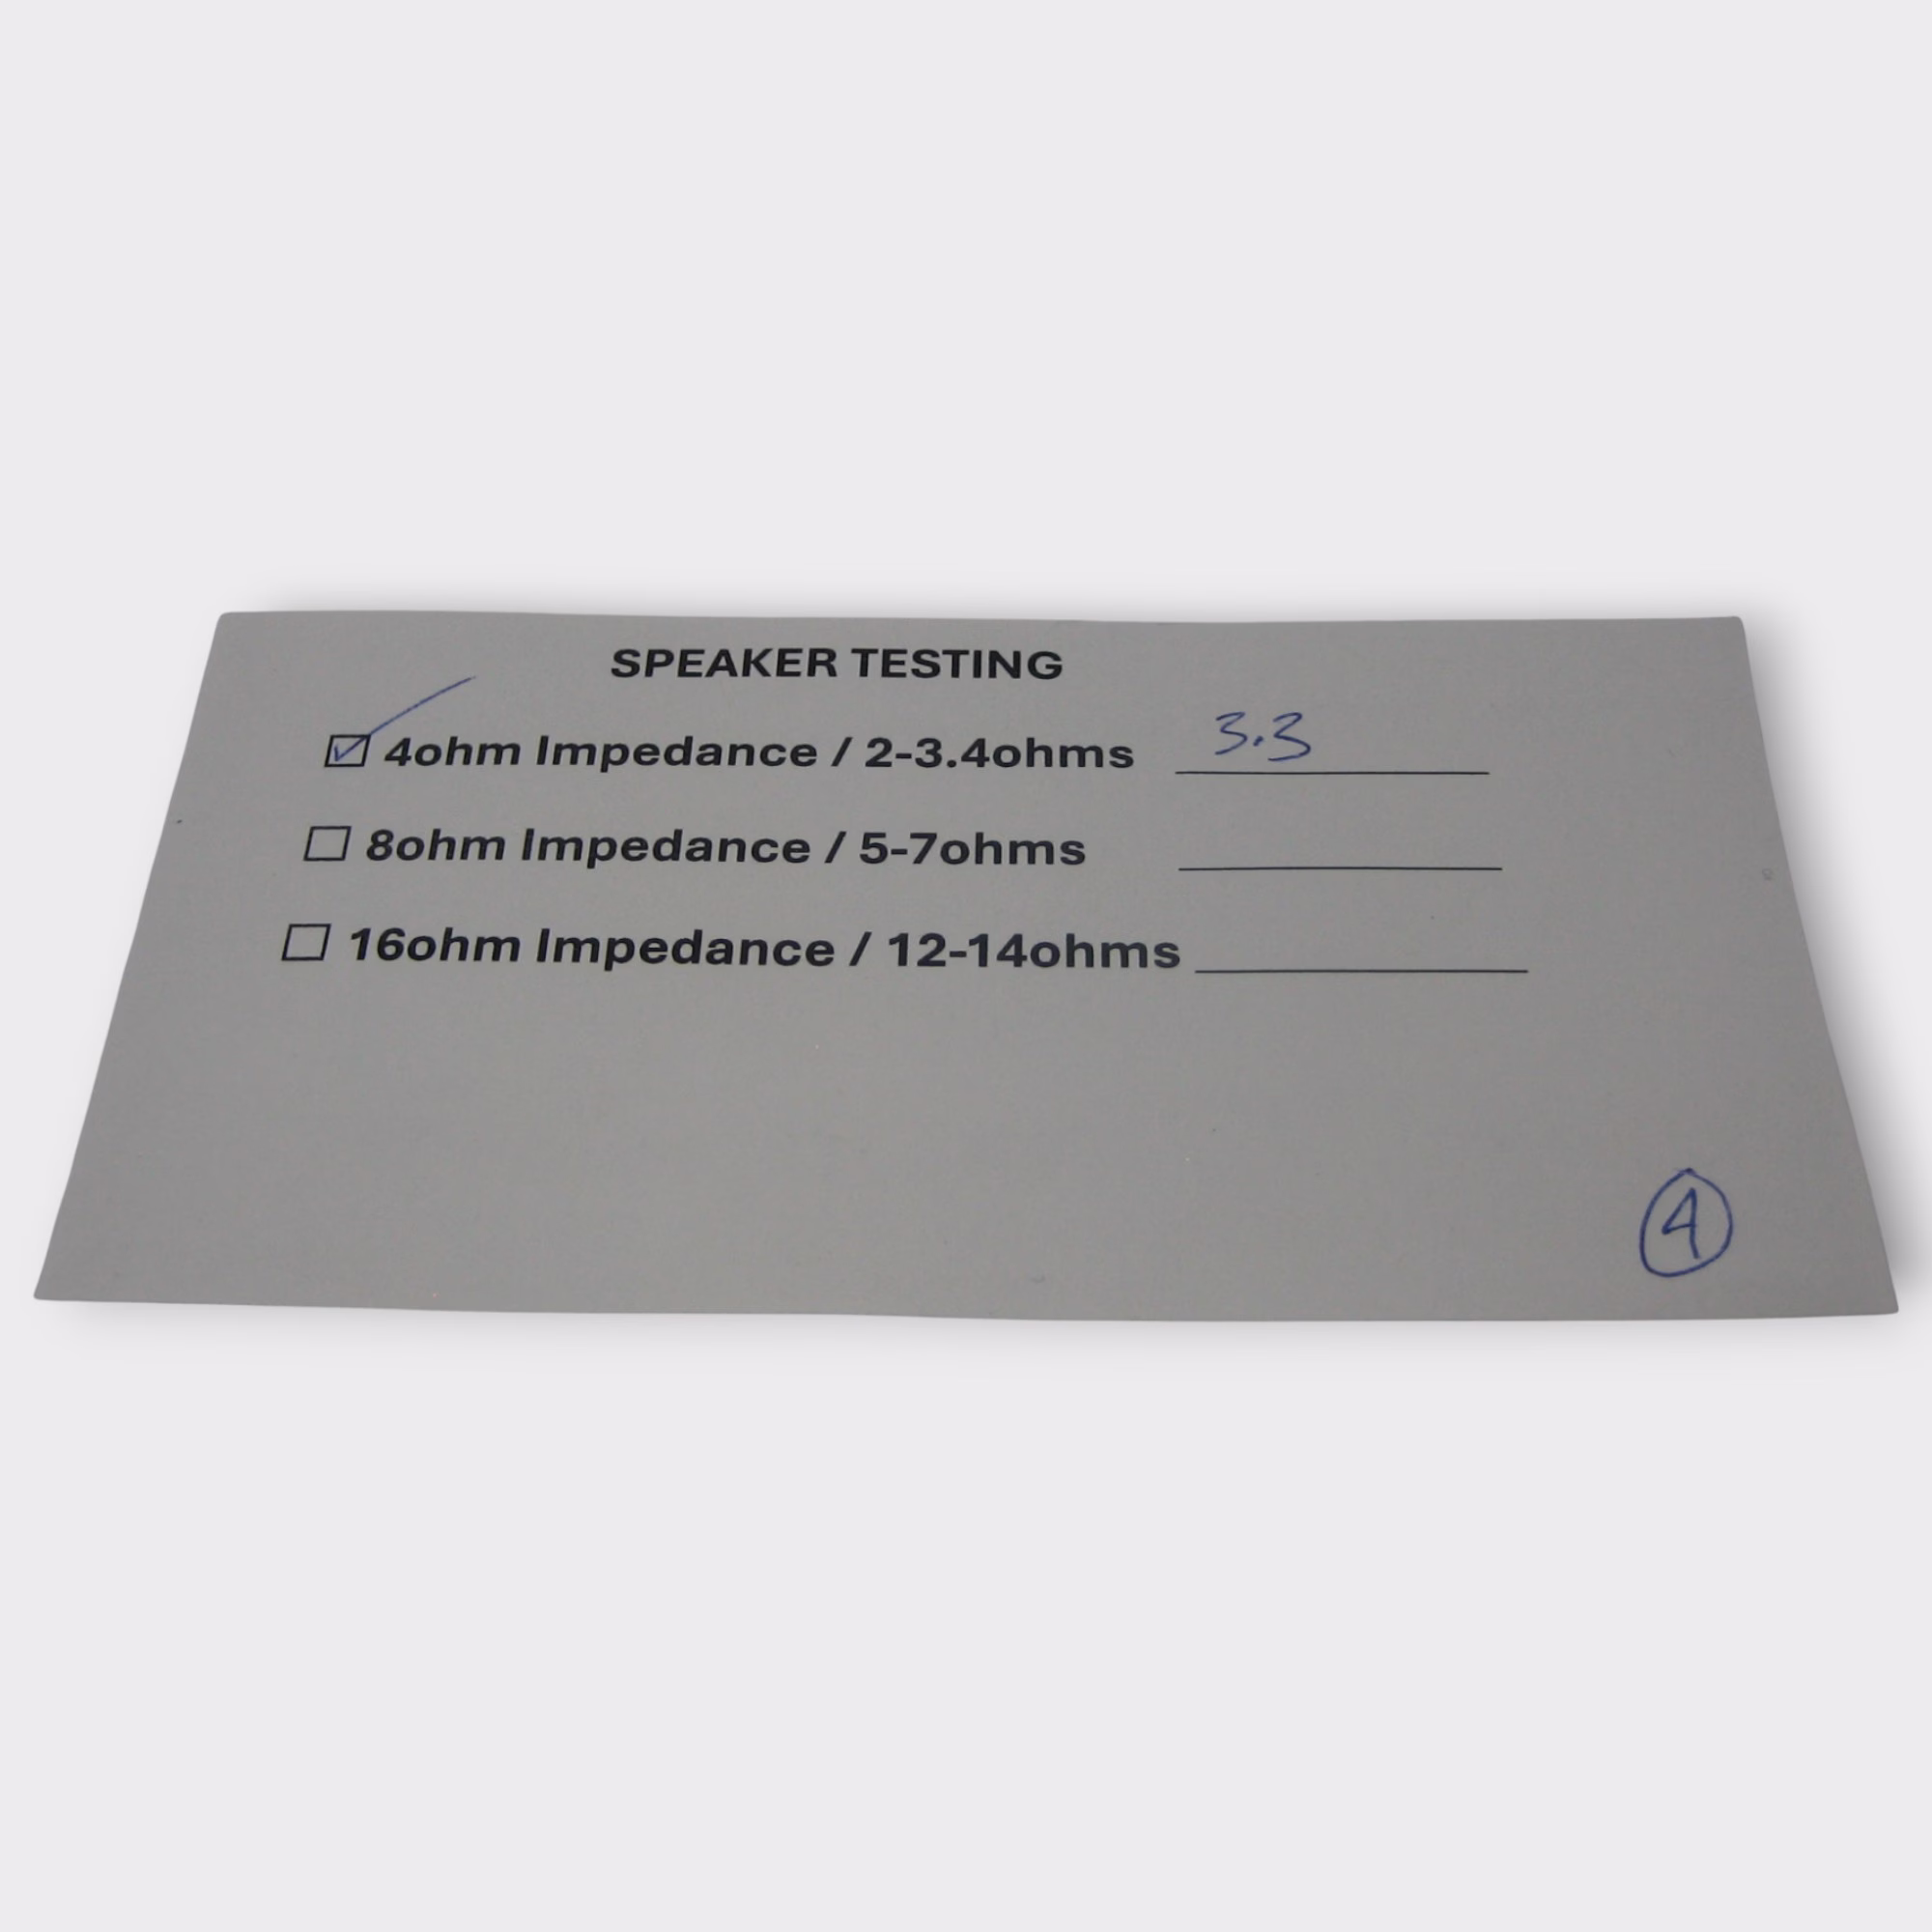 SPEAKER TESTING
☑ 4ohm Impedance / 2-3.4ohms 3.3
☐ 8ohm Impedance / 5-7ohms
☐ 16ohm Impedance / 12-14ohms
4